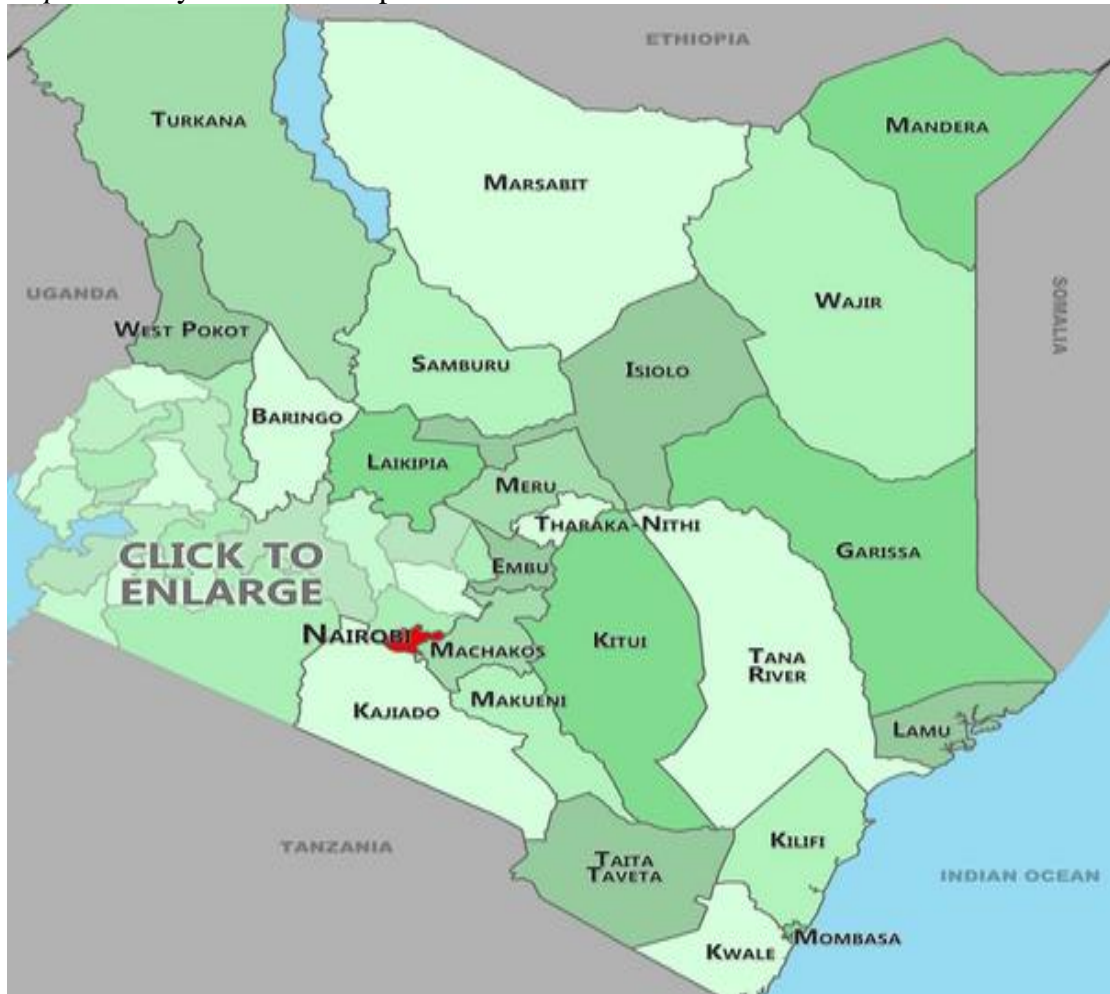 ETHIOPIA
TURKANA
MANDERA
MARSABIT
UGANDA
SOMALIA
WAJIR
WEST POKOT
SAMBURU
ISIOLO
BARINGO
LAIKIPIA
MERU
THARAKA-NITHI
GARISSA
CLICK TO
ENLARGE
EMBU
NAIROBI
MACHAKOS
KITUI
TANA
RIVER
KAJIADO
MAKUENI
LAMU
TANZANIA
KILIFI
TAITA
TAVETA
INDIAN OCEAN
KWALE
MOMBASA